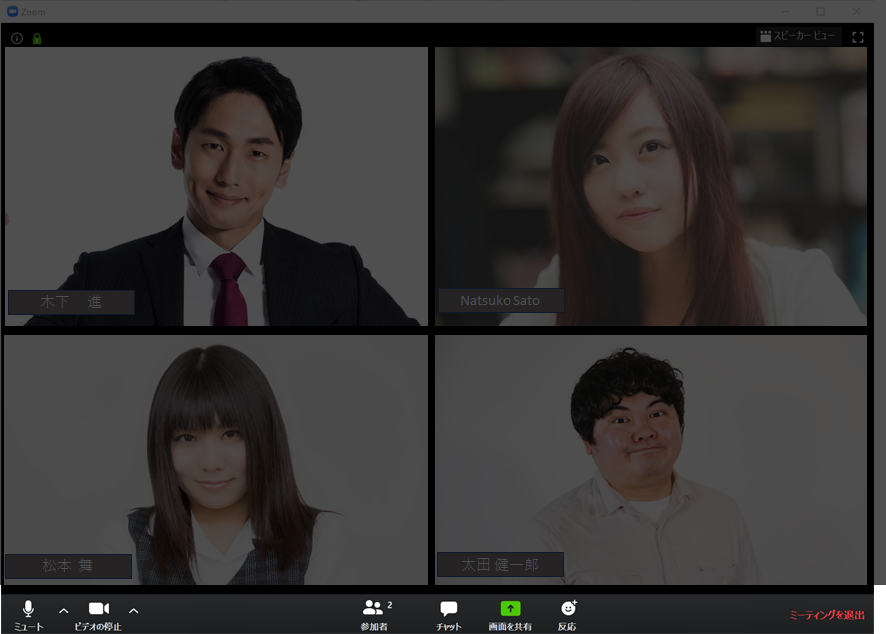 Zoom
スピーカー ビュー
木下　進
Natsuko Sato
松本 舞
太田 健一郎
ミュート
ビデオの停止
参加者
2
チャット
画面を共有
反応
ミーティングを退出